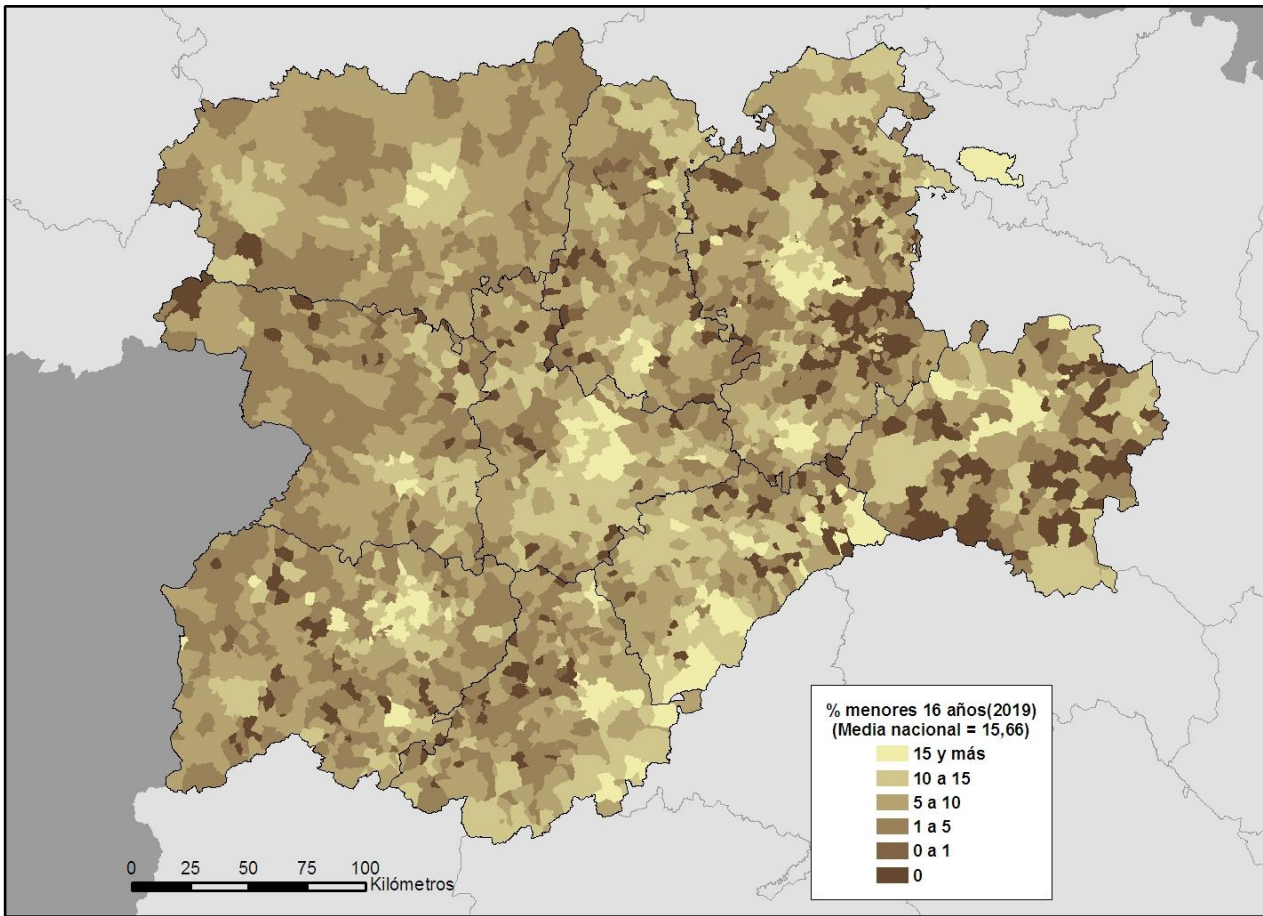 % menores 16 años(2019)
(Media nacional = 15,66)
15 y más
10 a 15
5 a 10
1 a 5
0 a 1
0
0 25 50 75 100
Kilómetros